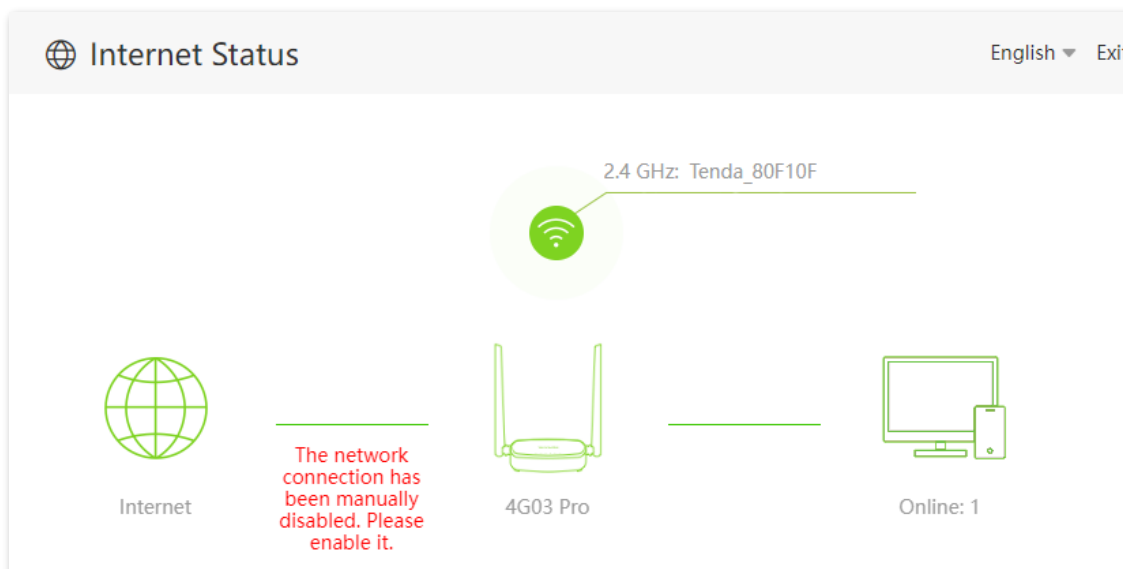 Internet Status
English
2.4 GHz: Tenda_80F10F
The network
connection has
been manually
disabled. Please
enable it.
Internet
4G03 Pro
Online: 1